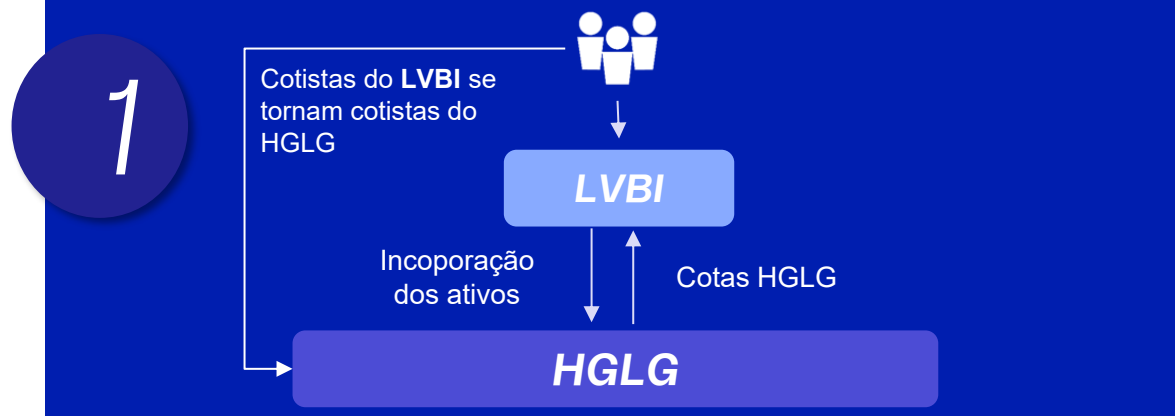 1
Cotistas do LVBI se
tornam cotistas do
HGLG
LVBI
Incoporação
dos ativos
Cotas HGLG
HGLG